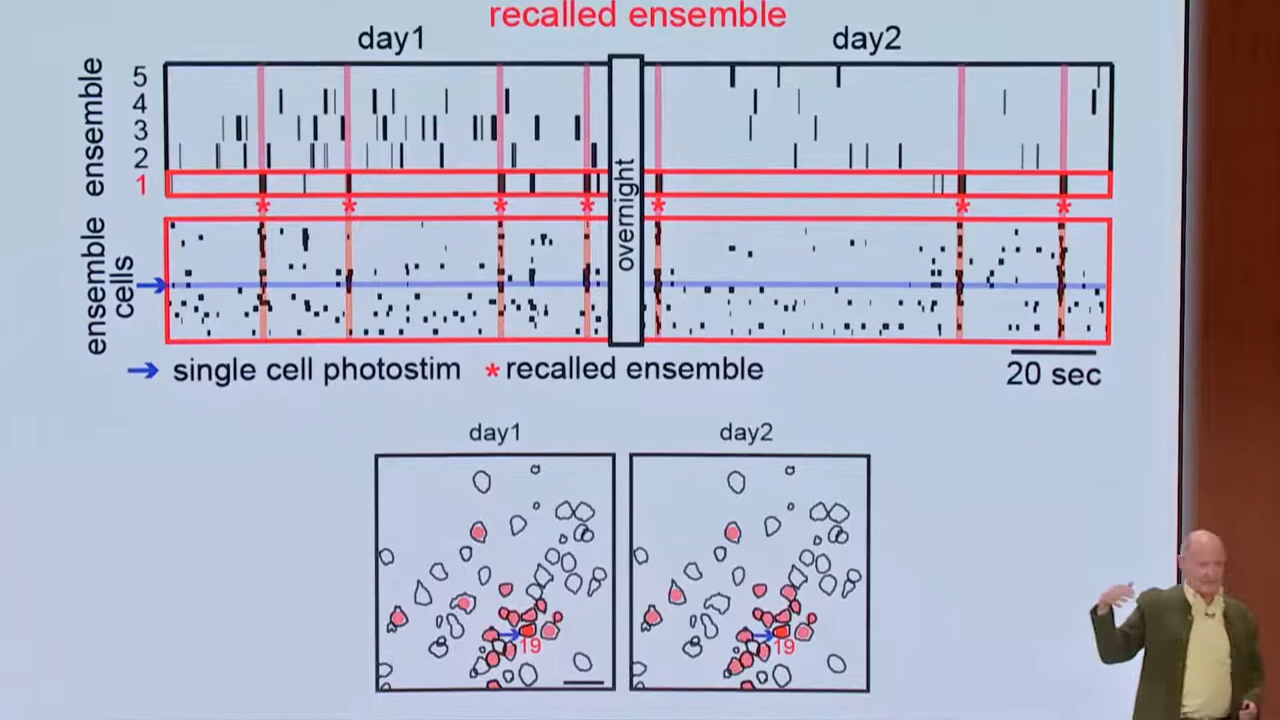 recalled ensemble
day1
day2
ensemble
5
4
3
2
1
* * * * * * *
overnight
ensemble
cells
→ single cell photostim * recalled ensemble
20 sec
day1
day2
19
19